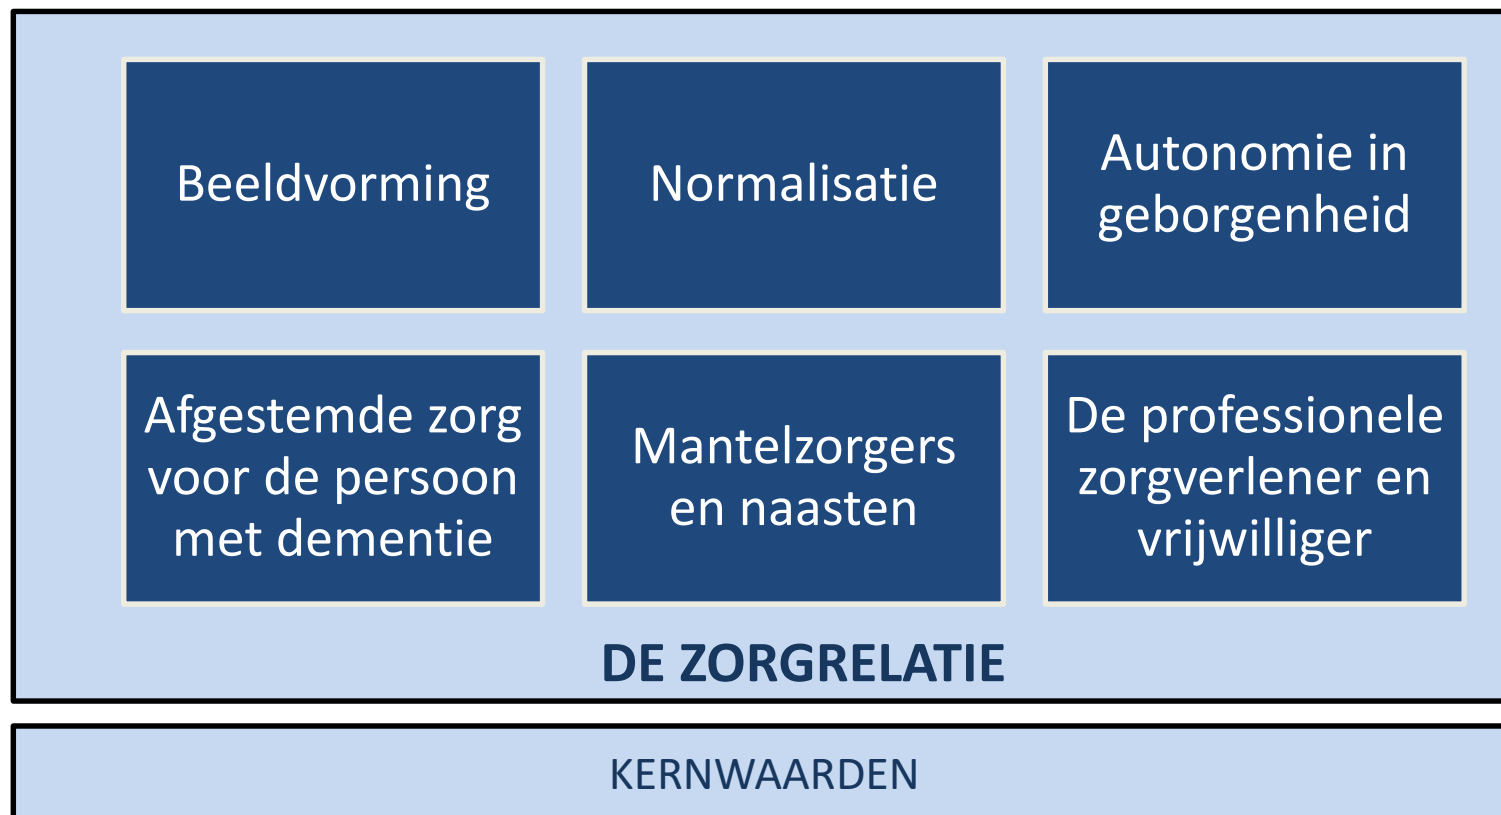 Beeldvorming
Normalisatie
Autonomie in
geborgenheid
Afgestemde zorg
voor de persoon
met dementie
Mantelzorgers
en naasten
De professionele
zorgverlener en
vrijwilliger
DE ZORGRELATIE
KERNWAARDEN